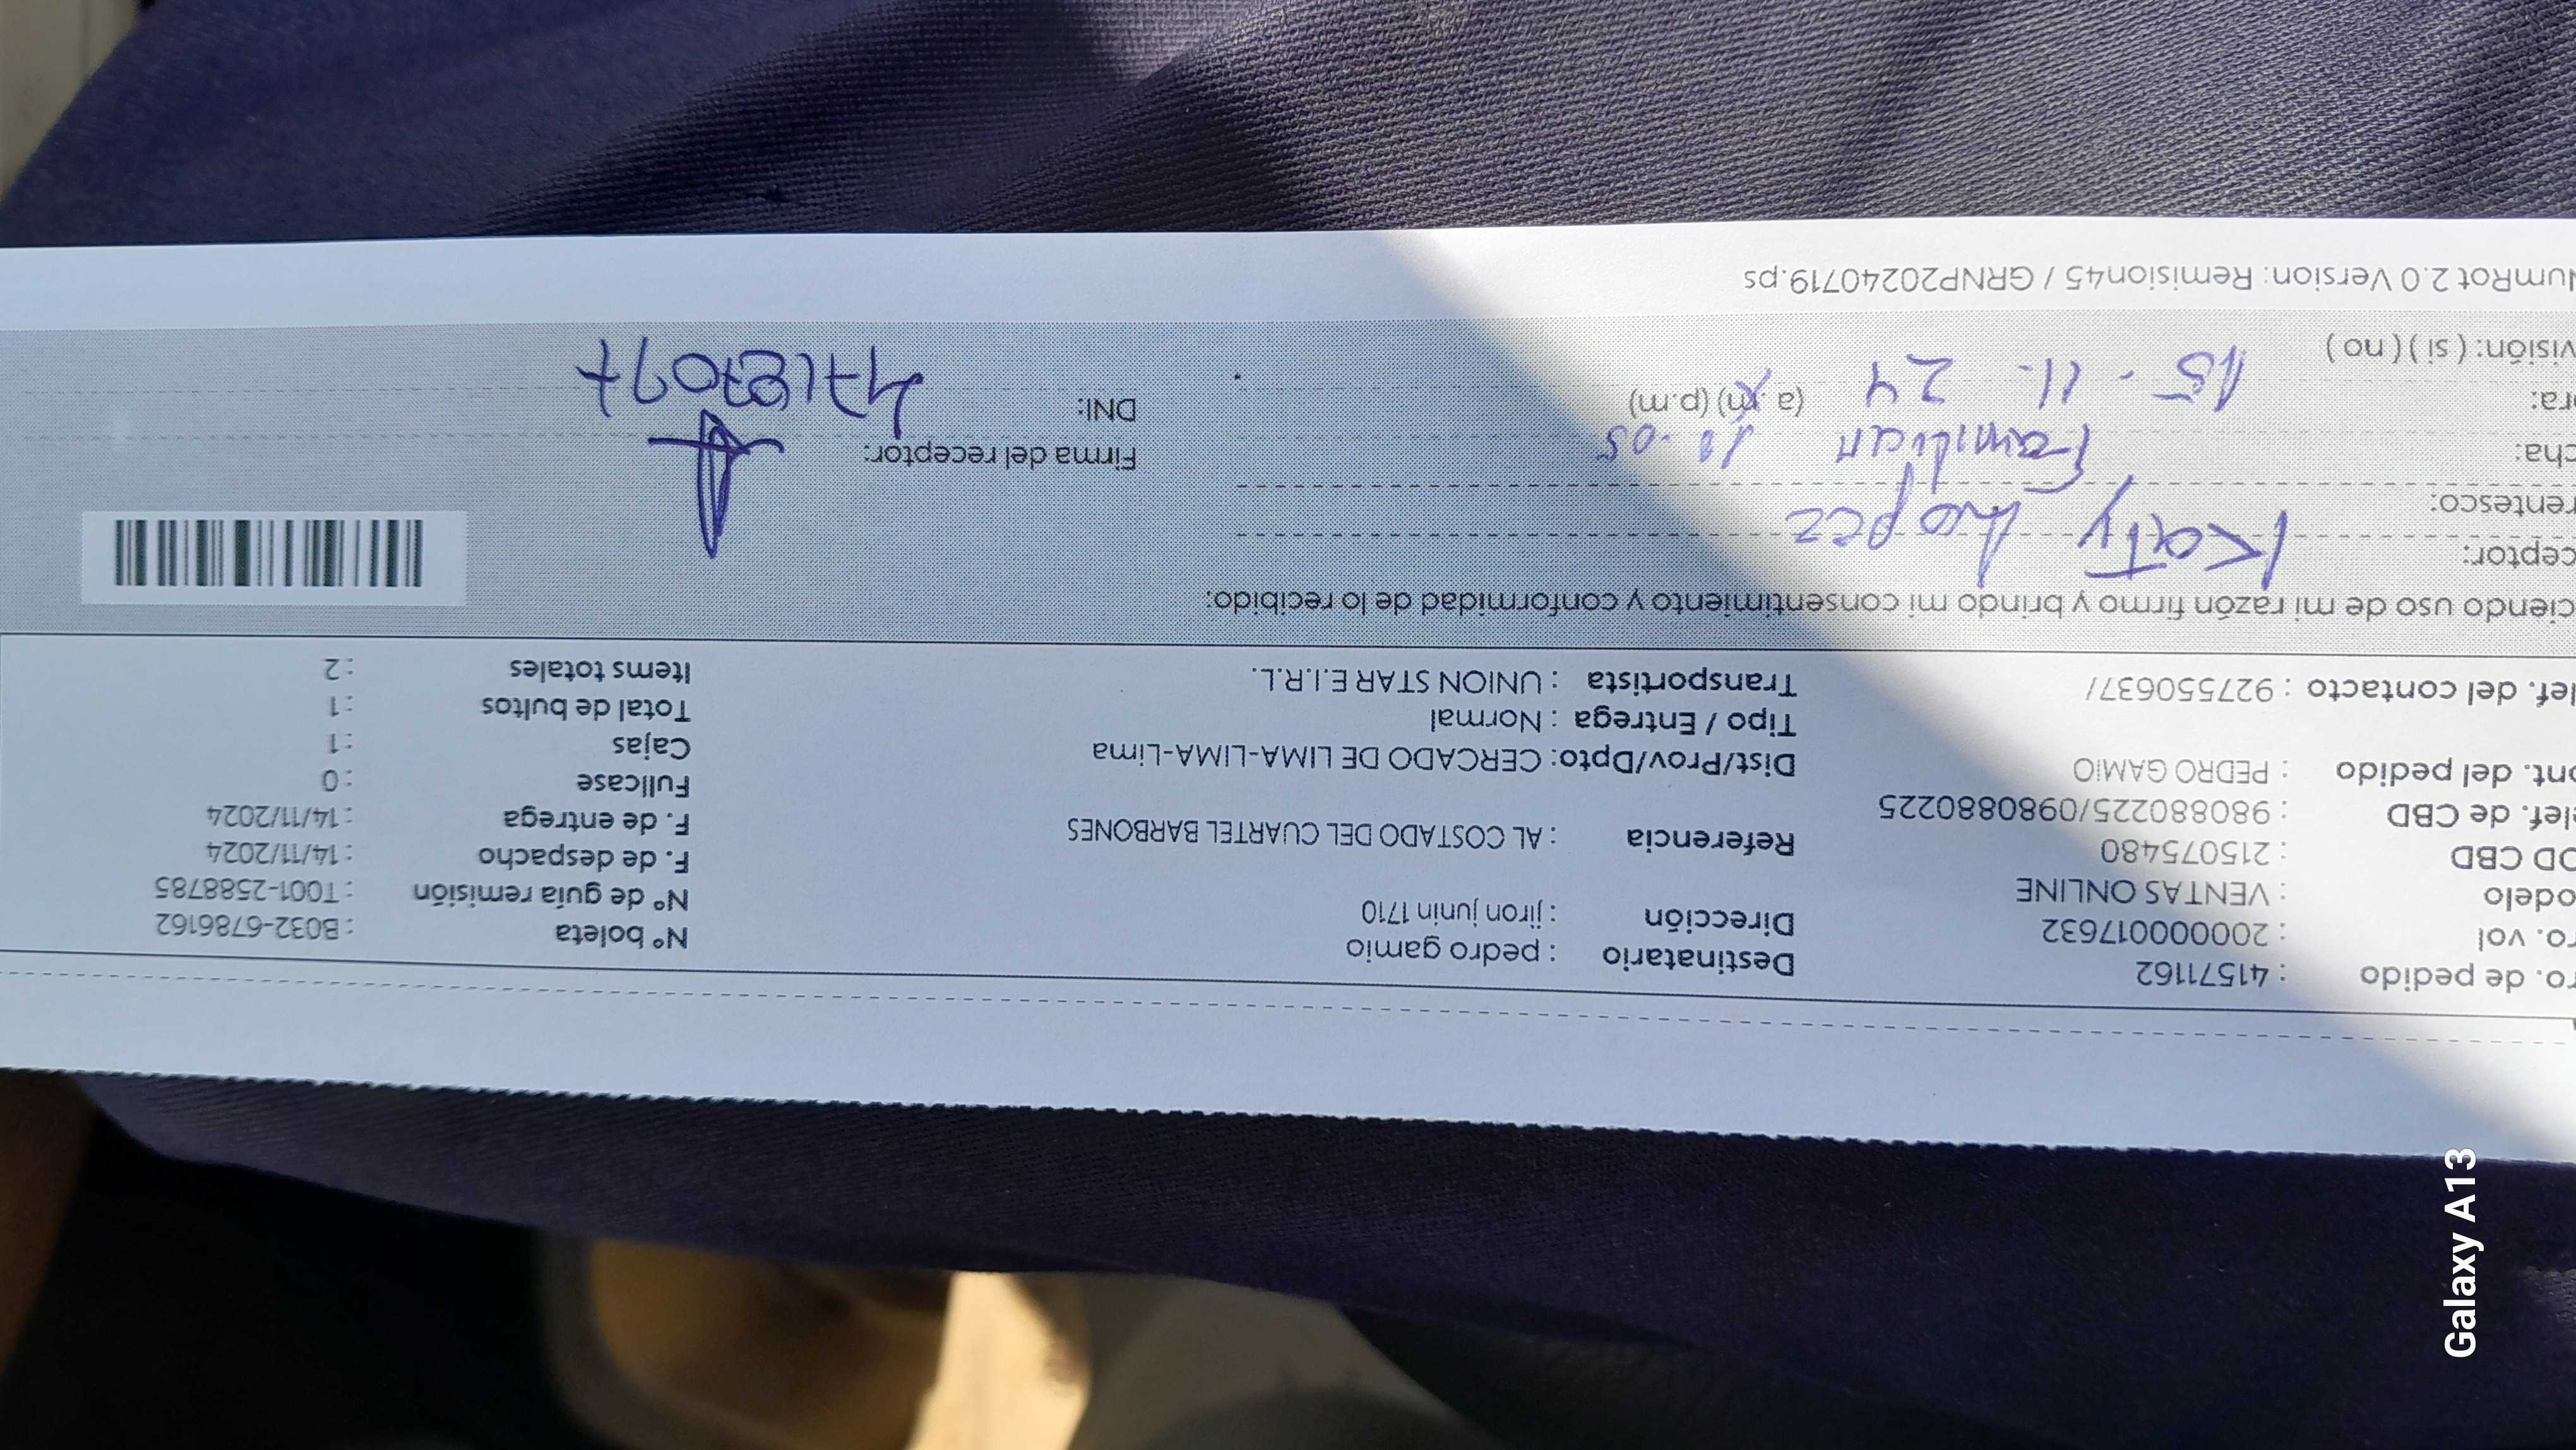 ro. de pedido : 41571162
ro. vol : 20000017632
odelo : VENTAS ONLINE
OD CBD : 215075480
elef. de CBD : 980880225/0980880225
ont. del pedido : PEDRO GAMIO
lef. del contacto : 927550637/
Destinatario : pedro gamio
Dirección : jiron junin 1710
Referencia : AL COSTADO DEL CUARTEL BARBONES
Dist/Prov/Dpto: CERCADO DE LIMA-LIMA-Lima
Tipo / Entrega : Normal
Transportista : UNION STAR E.I.R.L.
N° boleta : B032-6786162
N° de guía remisión : T001-2588785
F. de despacho : 14/11/2024
F. de entrega : 14/11/2024
Fullcase : 0
Cajas : 1
Total de bultos : 1
Items totales : 2
ciendo uso de mi razón firmo y brindo mi consentimiento y conformidad de lo recibido:
ceptor: Katy Lopez
rentesco: Familiar
cha: 10.05
ora: 15-11-24 (a.m) (p.m)
visión: ( si ) ( no )
Firma del receptor:
DNI:
NumRot 2.0 Version: Remision45 / GRNP20240719.ps
Galaxy A13